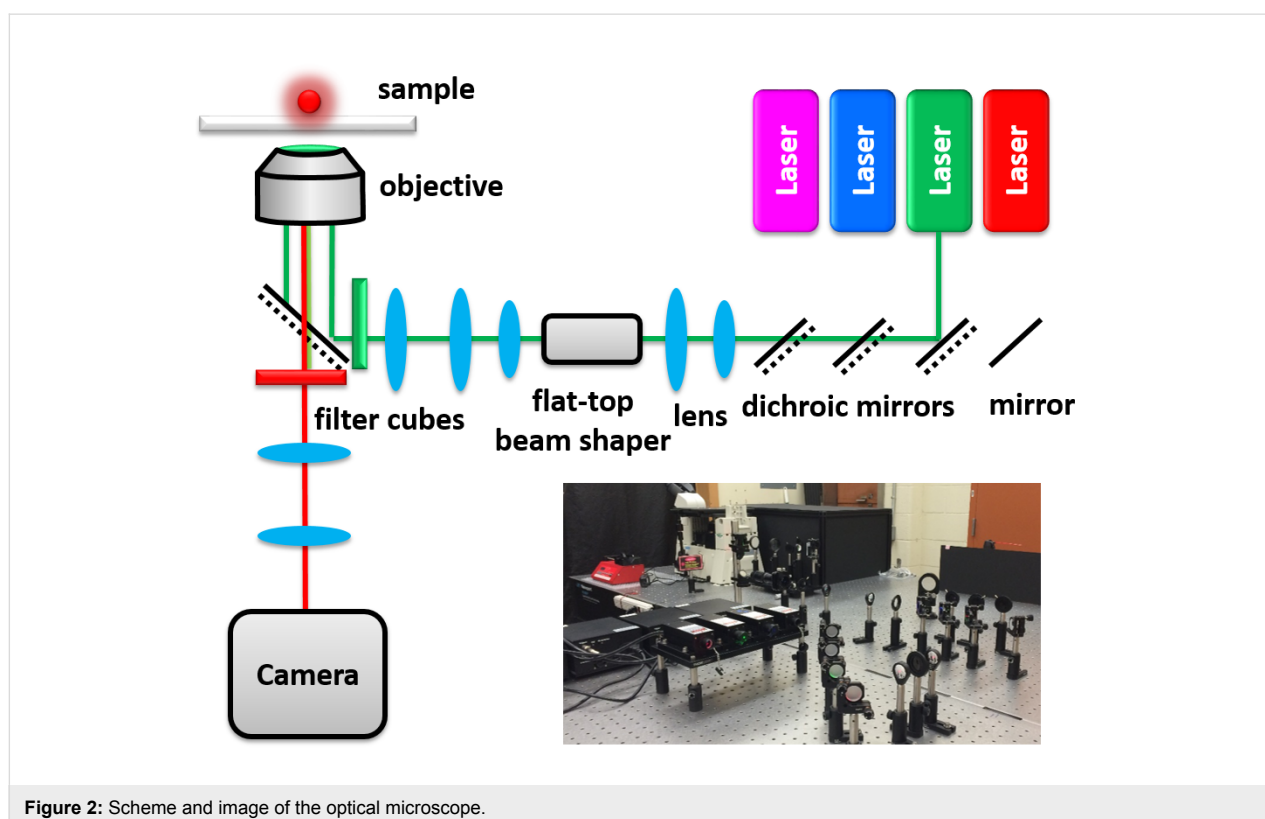 sample
objective
Laser
Laser
Laser
Laser
filter cubes
flat-top
beam shaper
lens
dichroic mirrors
mirror
Camera
Figure 2: Scheme and image of the optical microscope.